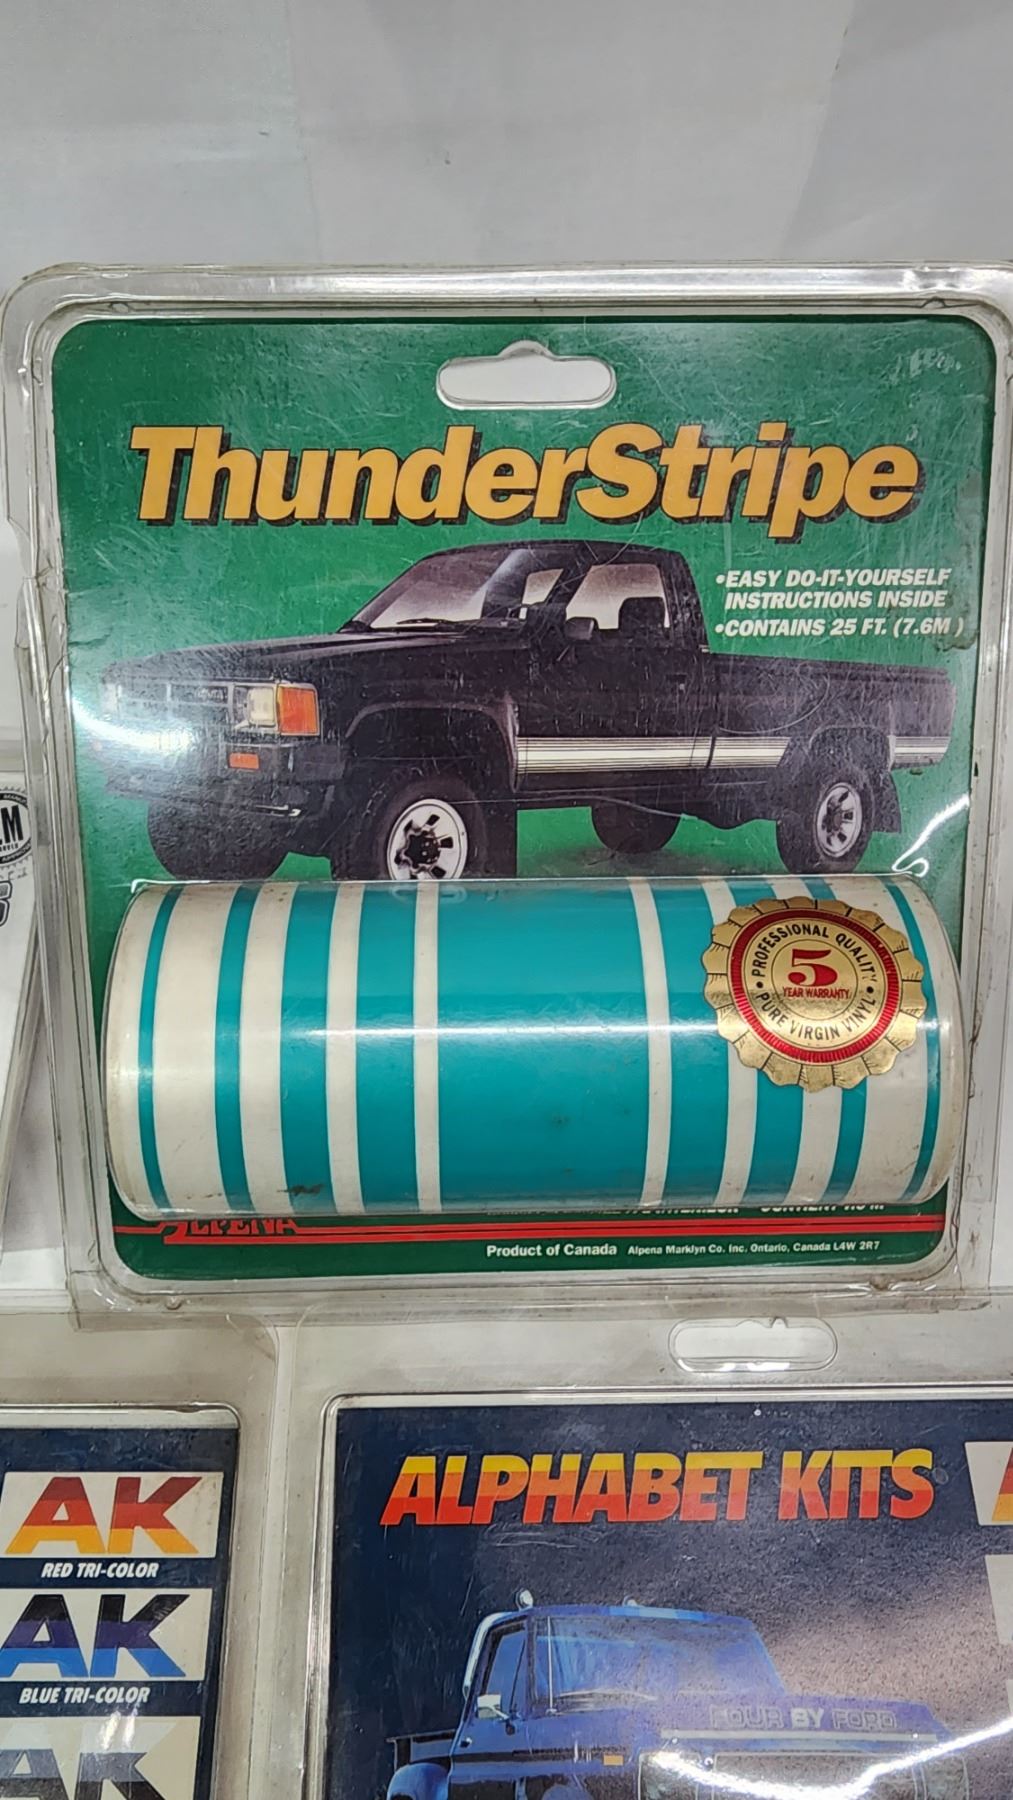 ThunderStripe
•EASY DO-IT-YOURSELF
INSTRUCTIONS INSIDE
•CONTAINS 25 FT. (7.6M)
PROFESSIONAL QUALITY
5
YEAR WARRANTY
• PURE VIRGIN VINYL •
ALPENA
Product of Canada Alpena Marklyn Co. Inc. Ontario, Canada L4W 2R7
AK
RED TRI-COLOR
AK
BLUE TRI-COLOR
AK
ALPHABET KITS
FOUR BY FORD